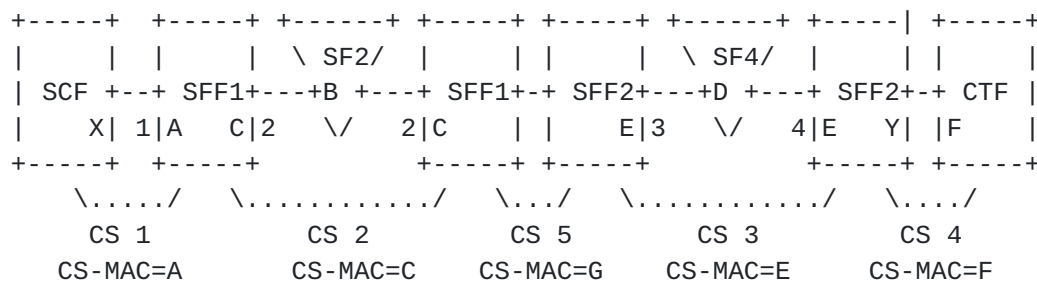 +-----+  +-----+  +------+  +-----+  +-----+  +------+  +-----|  +-----+
|     |  |     |  \ SF2/  |     | |     |  \ SF4/  |     | |     |
| SCF +--+ SFF1+---+B +---+ SFF1+-+ SFF2+---+D +---+ SFF2+-+ CTF |
|    X| 1|A   C|2   \/   2|C    | |    E|3   \/   4|E   Y| |F    |
+-----+  +-----+          +-----+ +-----+          +-----+ +-----+
\...../   \............/   \.../   \............/   \..../
CS 1        CS 2        CS 5        CS 3        CS 4
CS-MAC=A    CS-MAC=C    CS-MAC=G    CS-MAC=E    CS-MAC=F